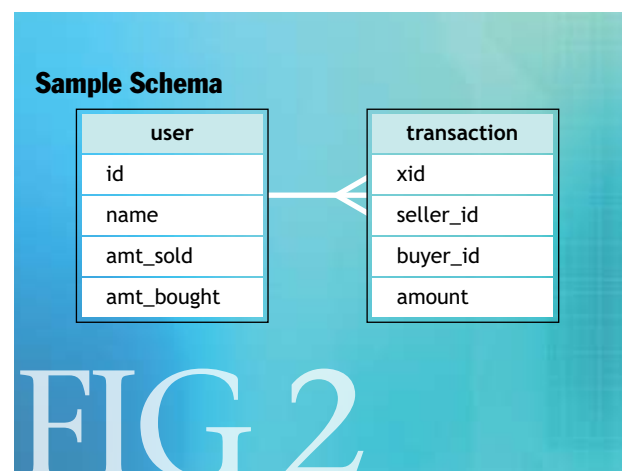 Sample Schema
user
id
name
amt_sold
amt_bought
transaction
xid
seller_id
buyer_id
amount
FIG 2